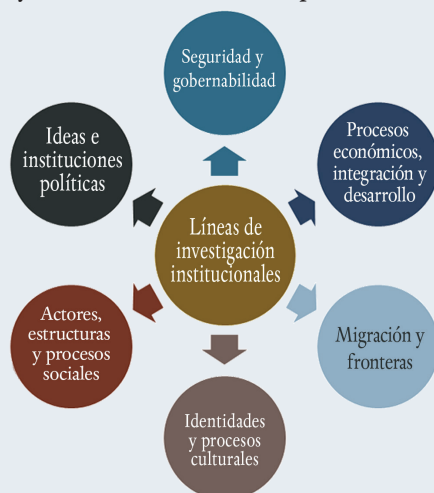 Seguridad y
gobernabilidad
Procesos
económicos,
integración y
desarrollo
Migración y
fronteras
Identidades
y procesos
culturales
Actores,
estructuras
y procesos
sociales
Ideas e
instituciones
políticas
Líneas de
investigación
institucionales